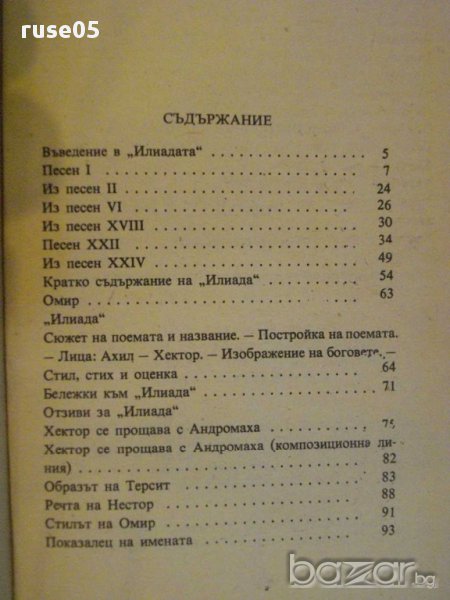 ruse05
СЪДЪРЖАНИЕ
Въведение в „Илиадата“ . . . . . . . . . . . . . 5
Песен I . . . . . . . . . . . . . . . . . . . . . . 7
Из песен II . . . . . . . . . . . . . . . . . . . . 24
Из песен VI . . . . . . . . . . . . . . . . . . . . 26
Из песен XVIII . . . . . . . . . . . . . . . . . . 30
Песен XXII . . . . . . . . . . . . . . . . . . . . 34
Из песен XXIV . . . . . . . . . . . . . . . . . . 49
Кратко съдържание на „Илиада“ . . . . . . . . . 54
Омир . . . . . . . . . . . . . . . . . . . . . . . 63
„Илиада“
Сюжет на поемата и название. — Постройка на поемата.
— Лица: Ахил — Хектор. — Изображение на боговете. —
Стил, стих и оценка . . . . . . . . . . . . . . . 64
Бележки към „Илиада“ . . . . . . . . . . . . . . 71
Отзиви за „Илиада“
Хектор се прощава с Андромаха . . . . . . . . . 75
Хектор се прощава с Андромаха (композиционна ли-
ния) . . . . . . . . . . . . . . . . . . . . . . . 82
Образът на Терсит . . . . . . . . . . . . . . . . 83
Речта на Нестор . . . . . . . . . . . . . . . . . 88
Стилът на Омир . . . . . . . . . . . . . . . . . 91
Показалец на имената . . . . . . . . . . . . . . 93
bazar.bg